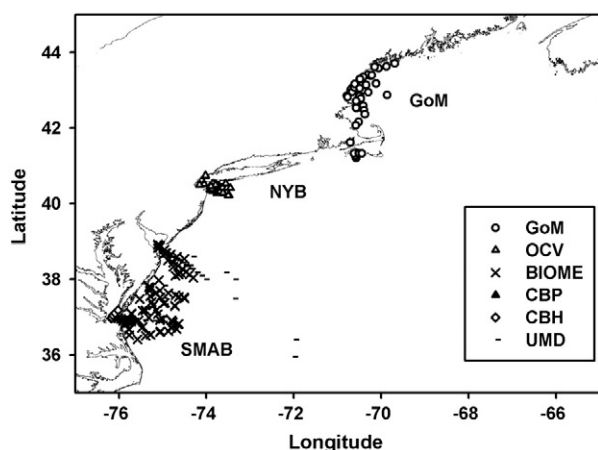 44
42
40
38
36
Latitude
GoM
NYB
SMAB
GoM
OCV
BIOME
CBP
CBH
UMD
-76 -74 -72 -70 -68 -66
Longitude